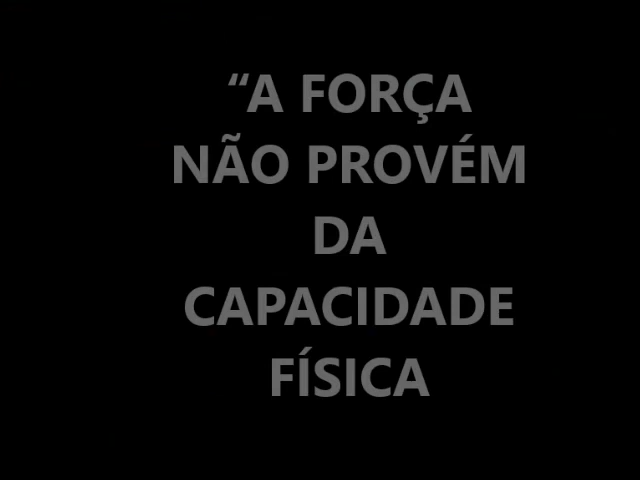 “A FORÇA
NÃO PROVÉM
DA
CAPACIDADE
FÍSICA